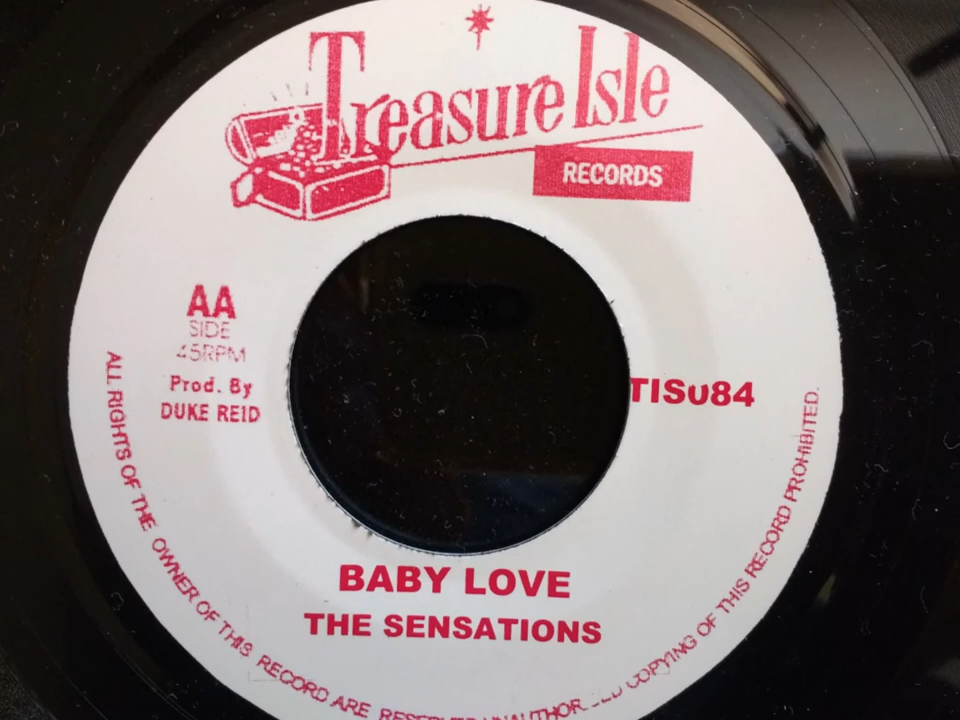 Treasure Isle
RECORDS
AA
SIDE
45RPM
Prod. By
DUKE REID
TIS084
BABY LOVE
THE SENSATIONS
ALL RIGHTS OF THE OWNER OF THIS RECORD ARE RESERVED COPYING OF THIS RECORD PROHIBITED.